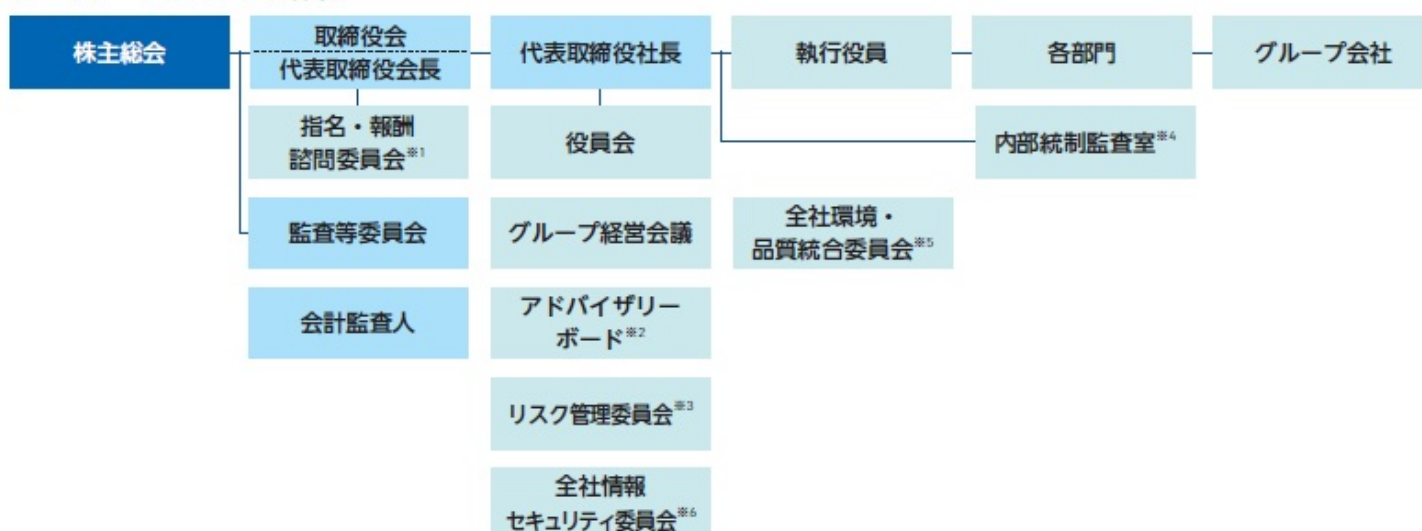 株主総会
取締役会
代表取締役会長
代表取締役社長
執行役員
各部門
グループ会社
指名・報酬
諮問委員会※1
役員会
内部統制監査室※4
監査等委員会
グループ経営会議
全社環境・
品質統合委員会※5
会計監査人
アドバイザリー
ボード※2
リスク管理委員会※3
全社情報
セキュリティ委員会※6